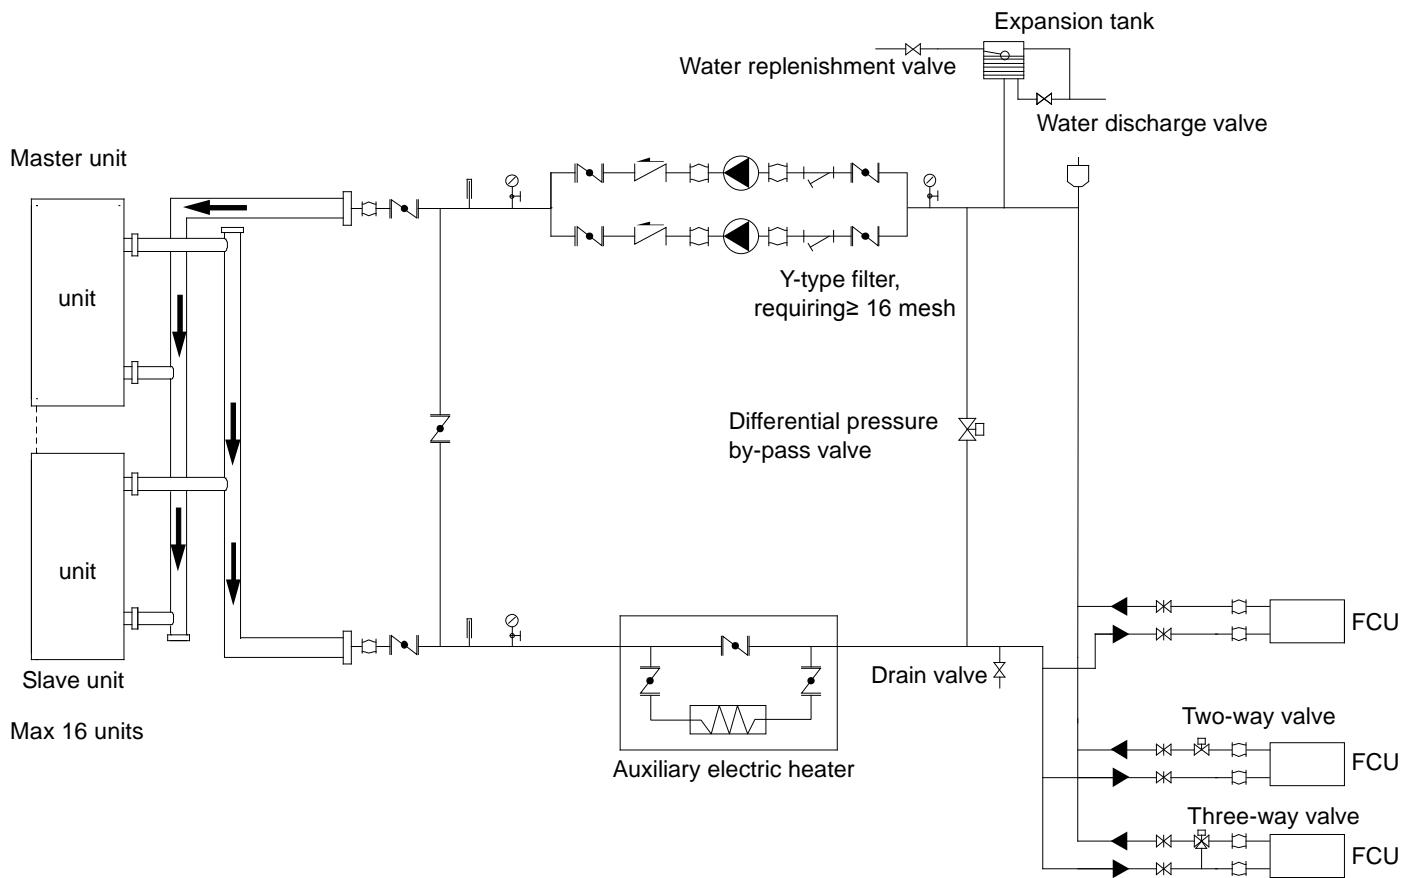 Expansion tank
Water replenishment valve
Water discharge valve
Master unit
unit
Y-type filter,
requiring≥ 16 mesh
Differential pressure
by-pass valve
unit
Slave unit
Max 16 units
Auxiliary electric heater
Drain valve
FCU
Two-way valve
FCU
Three-way valve
FCU